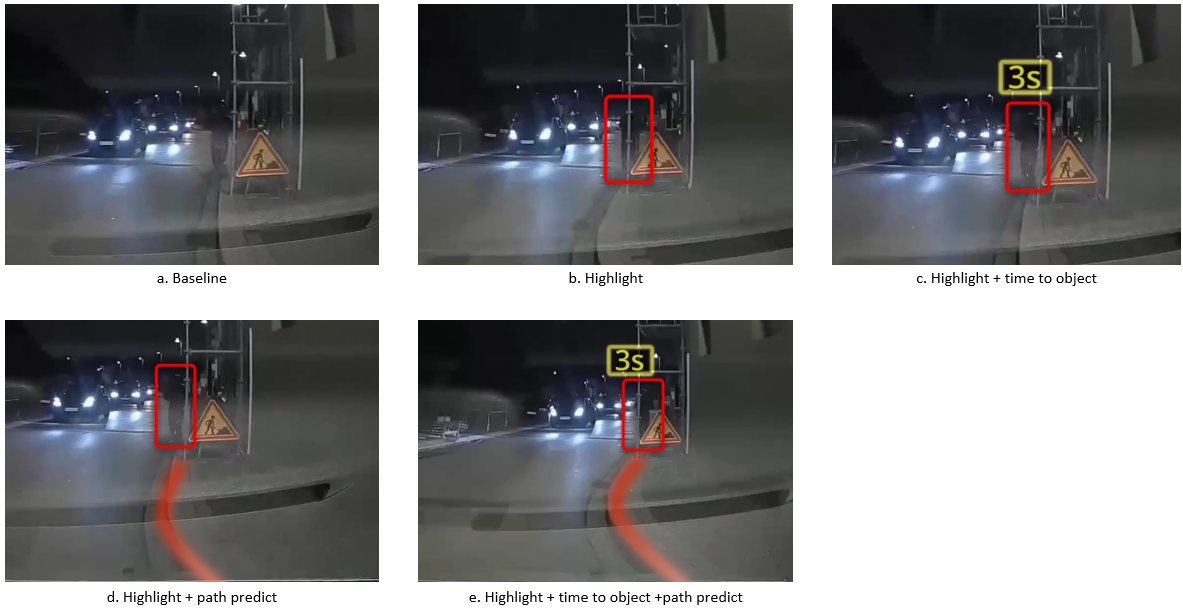 3s
a. Baseline
b. Highlight
c. Highlight + time to object
3s
d. Highlight + path predict
e. Highlight + time to object +path predict